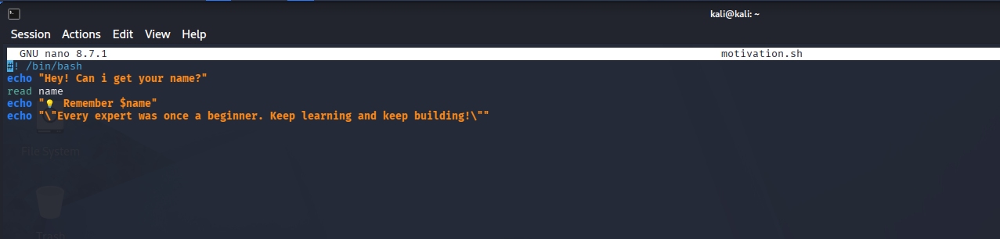 kali@kali: ~
Session Actions Edit View Help
GNU nano 8.7.1 motivation.sh
#! /bin/bash
echo "Hey! Can i get your name?"
read name
echo "💡 Remember $name"
echo "\"Every expert was once a beginner. Keep learning and keep building!\""
File System
Trash